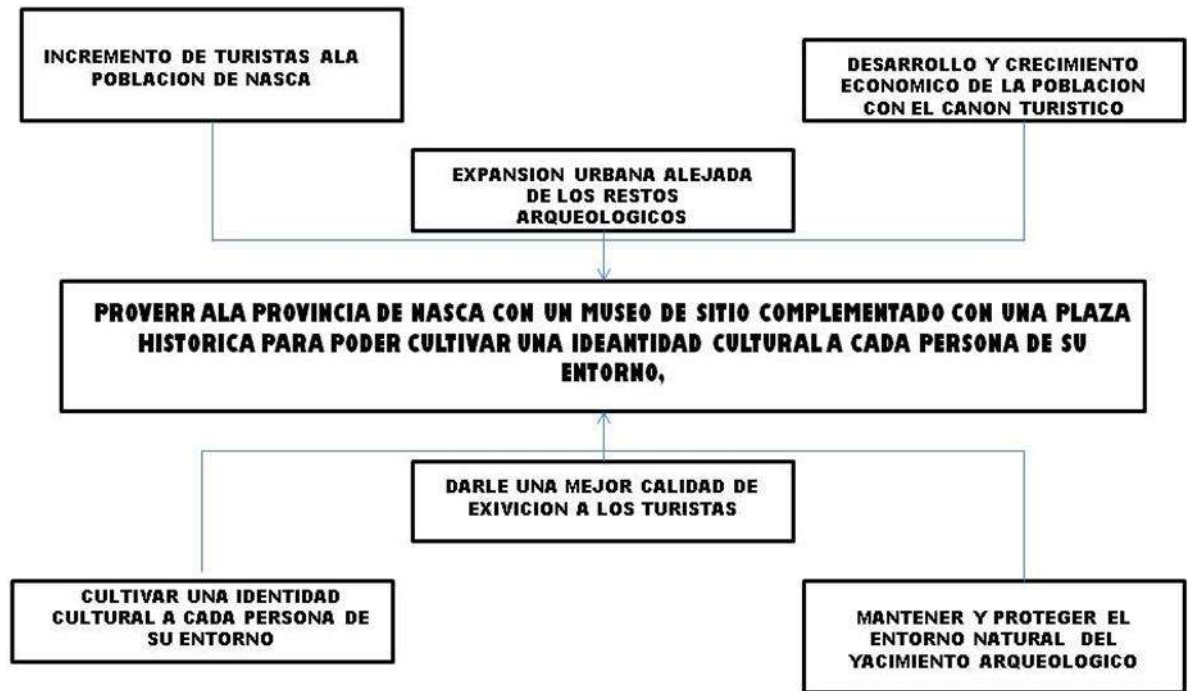 INCREMENTO DE TURISTAS ALA
POBLACION DE NASCA
DESARROLLO Y CRECIMIENTO
ECONOMICO DE LA POBLACION
CON EL CANON TURISTICO
EXPANSION URBANA ALEJADA
DE LOS RESTOS
ARQUEOLOGICOS
PROVERR ALA PROVINCIA DE NASCA CON UN MUSEO DE SITIO COMPLEMENTADO CON UNA PLAZA
HISTORICA PARA PODER CULTIVAR UNA IDEANTIDAD CULTURAL A CADA PERSONA DE SU
ENTORNO,
DARLE UNA MEJOR CALIDAD DE
EXIVICION A LOS TURISTAS
CULTIVAR UNA IDENTIDAD
CULTURAL A CADA PERSONA DE
SU ENTORNO
MANTENER Y PROTEGER EL
ENTORNO NATURAL DEL
YACIMIENTO ARQUEOLOGICO